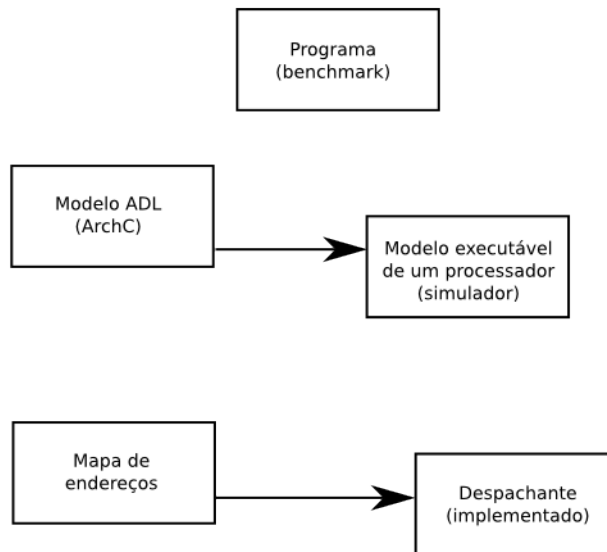 Programa
(benchmark)
Modelo ADL
(ArchC)
Modelo executável
de um processador
(simulador)
Mapa de
endereços
Despachante
(implementado)